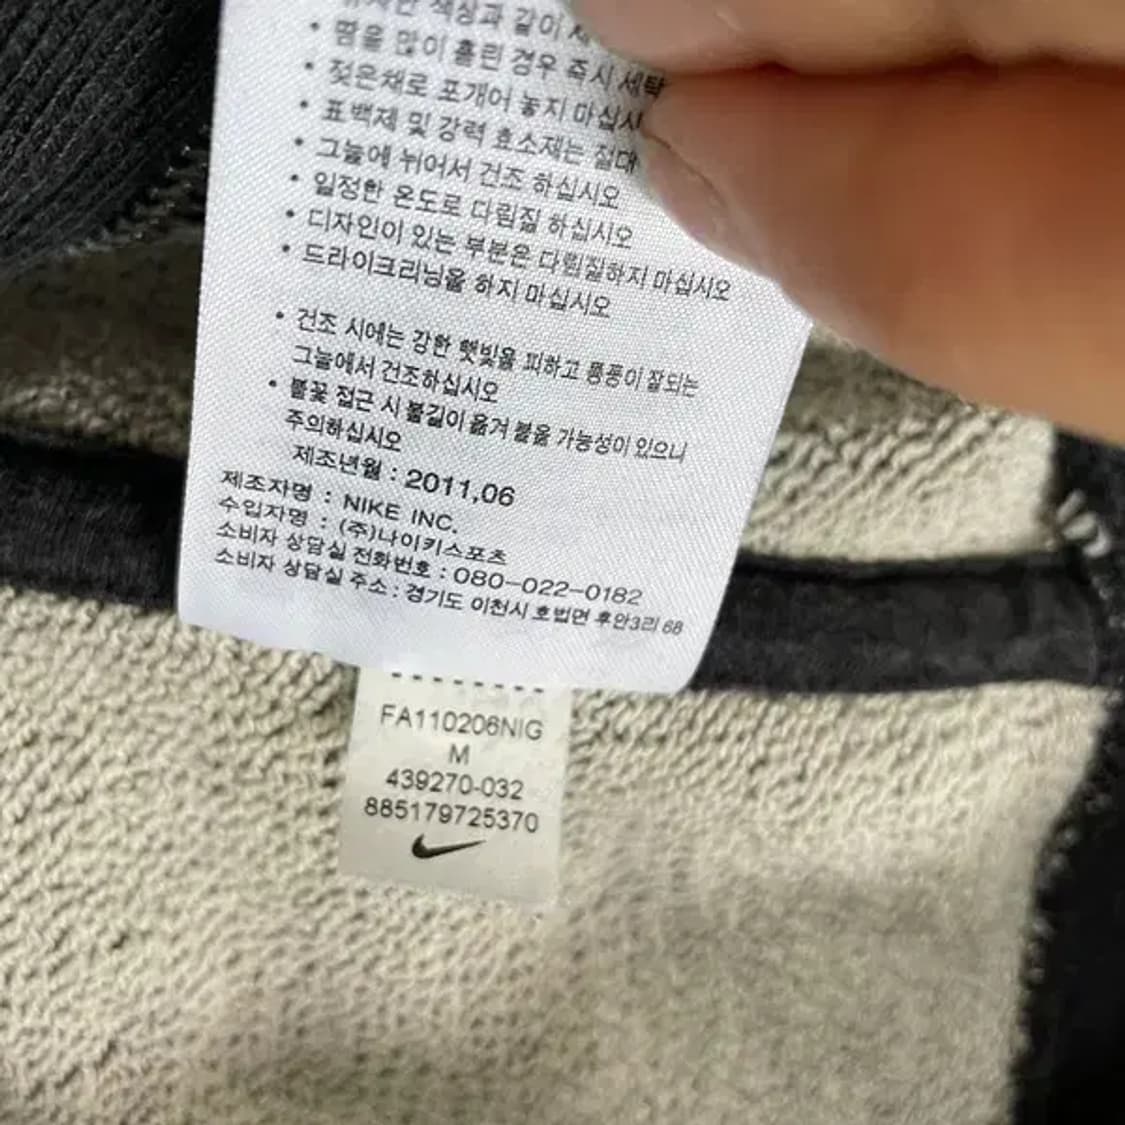 색상과 같이
• 땀을 많이 흘린 경우 즉시 세탁
• 젖은채로 포개어 놓지 마십시
• 표백제 및 강력 효소제는 절대
• 그늘에 뉘어서 건조 하십시오
• 일정한 온도로 다림질 하십시오
• 디자인이 있는 부분은 다림질하지 마십시오
• 드라이크리닝을 하지 마십시오
• 건조 시에는 강한 햇빛을 피하고 통풍이 잘되는
그늘에서 건조하십시오
• 불꽃 접근 시 불길이 옮겨 붙을 가능성이 있으니
주의하십시오
제조년월 : 2011,06
제조자명 : NIKE INC.
수입자명 : (주)나이키스포츠
소비자 상담실 전화번호 : 080-022-0182
소비자 상담실 주소 : 경기도 이천시 호법면 후안3리 68
FA110206NIG
M
439270-032
885179725370